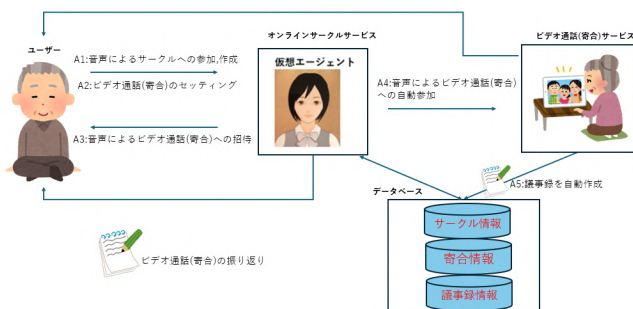 オンラインサークルサービス
ビデオ通話(寄合)サービス
ユーザー
仮想エージェント
A1:音声によるサークルへの参加,作成
A2:ビデオ通話(寄合)のセッティング
A3:音声によるビデオ通話(寄合)への招待
A4:音声によるビデオ通話(寄合)
への自動参加
A5:議事録を自動作成
データベース
サークル情報
寄合情報
議事録情報
ビデオ通話(寄合)の振り返り